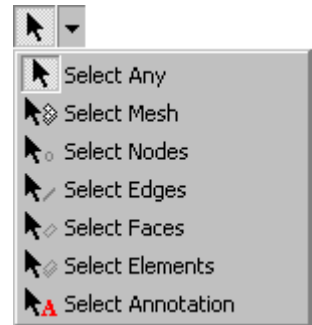 Select Any
Select Mesh
Select Nodes
Select Edges
Select Faces
Select Elements
A Select Annotation